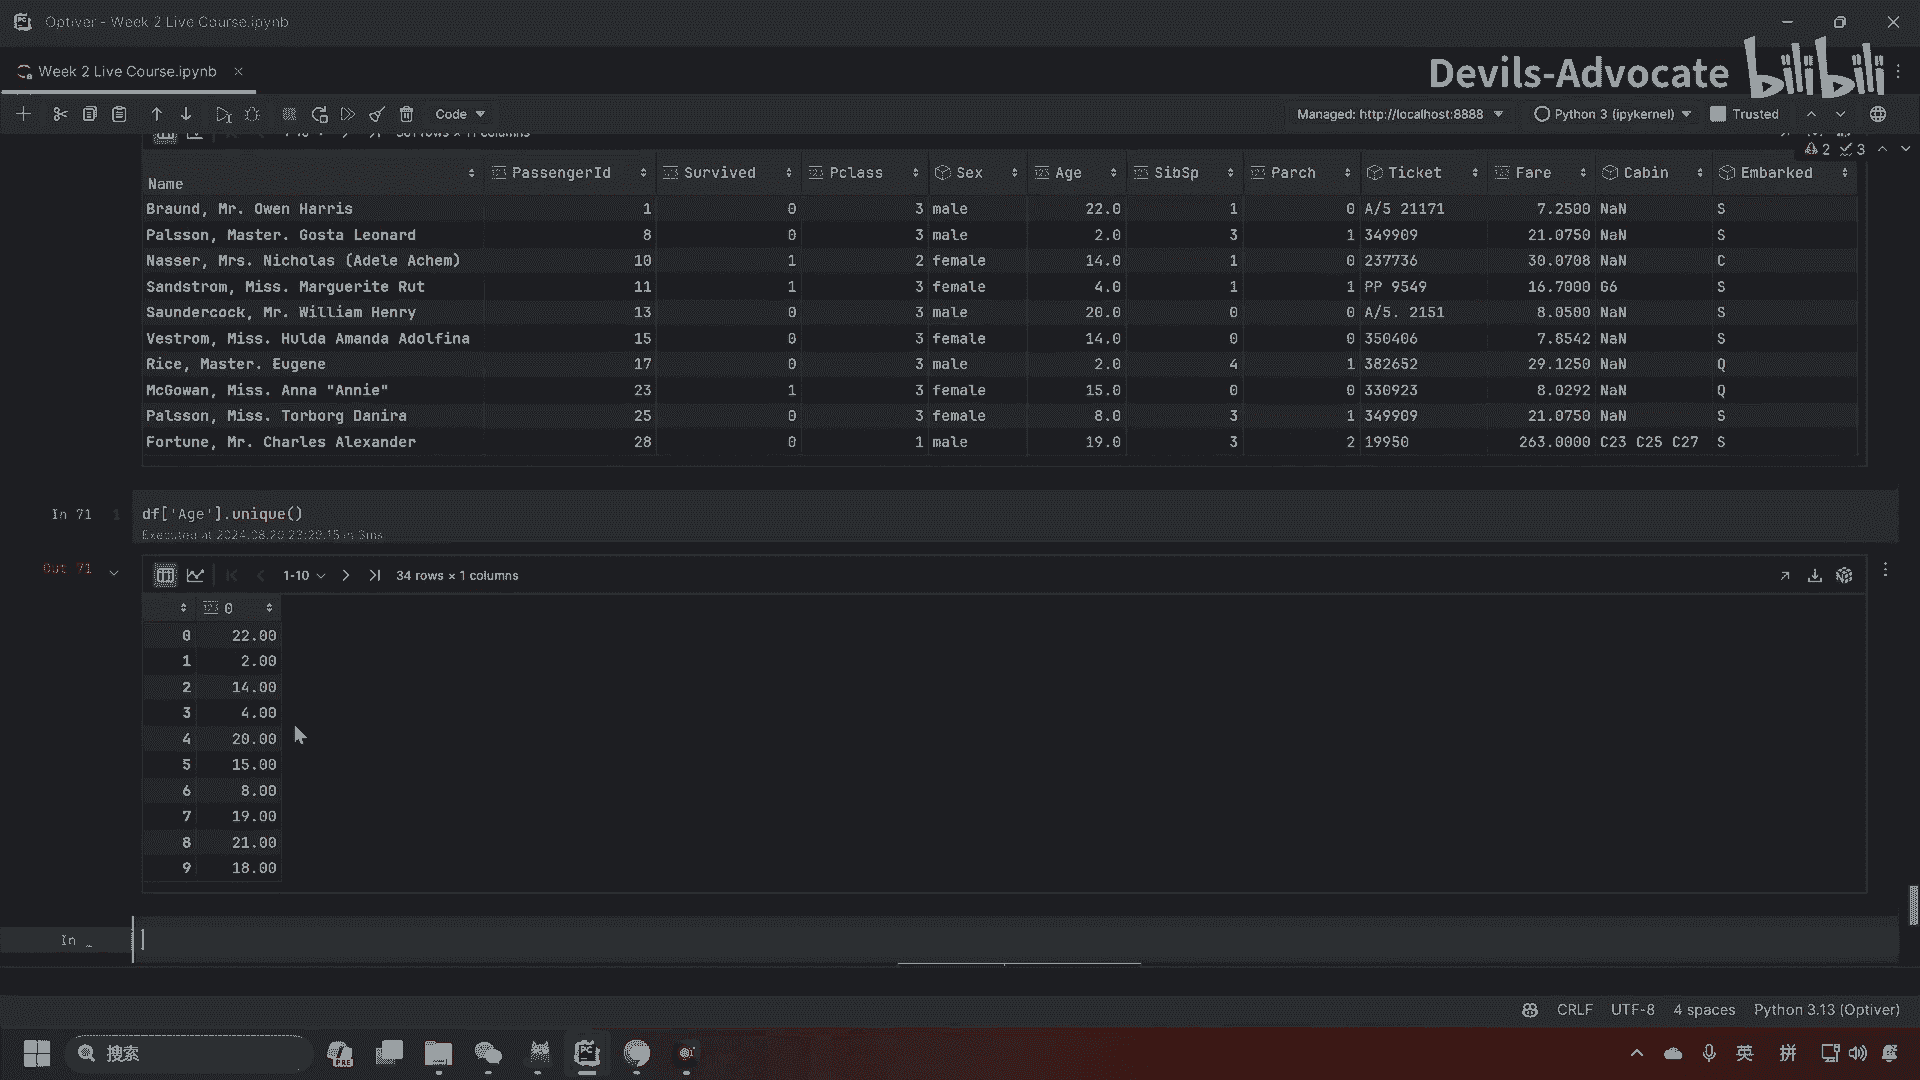 Optiver - Week 2 Live Course.ipynb
Week 2 Live Course.ipynb
Devils-Advocate bilibili
Code
Managed: http://localhost:8888 Python 3 (ipykernel) Trusted
columns
2 3
Name PassengerId Survived Pclass Sex Age SibSp Parch Ticket Fare Cabin Embarked
Braund, Mr. Owen Harris 1 0 3 male 22.0 1 0 A/5 21171 7.2500 NaN S
Palsson, Master. Gosta Leonard 8 0 3 male 2.0 3 1 349909 21.0750 NaN S
Nasser, Mrs. Nicholas (Adele Achem) 10 1 2 female 14.0 1 0 237736 30.0708 NaN C
Sandstrom, Miss. Marguerite Rut 11 1 3 female 4.0 1 1 PP 9549 16.7000 G6 S
Saundercock, Mr. William Henry 13 0 3 male 20.0 0 0 A/5. 2151 8.0500 NaN S
Vestrom, Miss. Hulda Amanda Adolfina 15 0 3 female 14.0 0 0 350406 7.8542 NaN S
Rice, Master. Eugene 17 0 3 male 2.0 4 1 382652 29.1250 NaN Q
McGowan, Miss. Anna "Annie" 23 1 3 female 15.0 0 0 330923 8.0292 NaN Q
Palsson, Miss. Torborg Danira 25 0 3 female 8.0 3 1 349909 21.0750 NaN S
Fortune, Mr. Charles Alexander 28 0 1 male 19.0 3 2 19950 263.0000 C23 C25 C27 S
In 71 1 df['Age'].unique()
Executed at 2024.08.20 23:20:15 in 3ms
Out 71 1-10 34 rows × 1 columns
0
0 22.00
1 2.00
2 14.00
3 4.00
4 20.00
5 15.00
6 8.00
7 19.00
8 21.00
9 18.00
In _
CRLF UTF-8 4 spaces Python 3.13 (Optiver)
搜索 PRE 英 拼